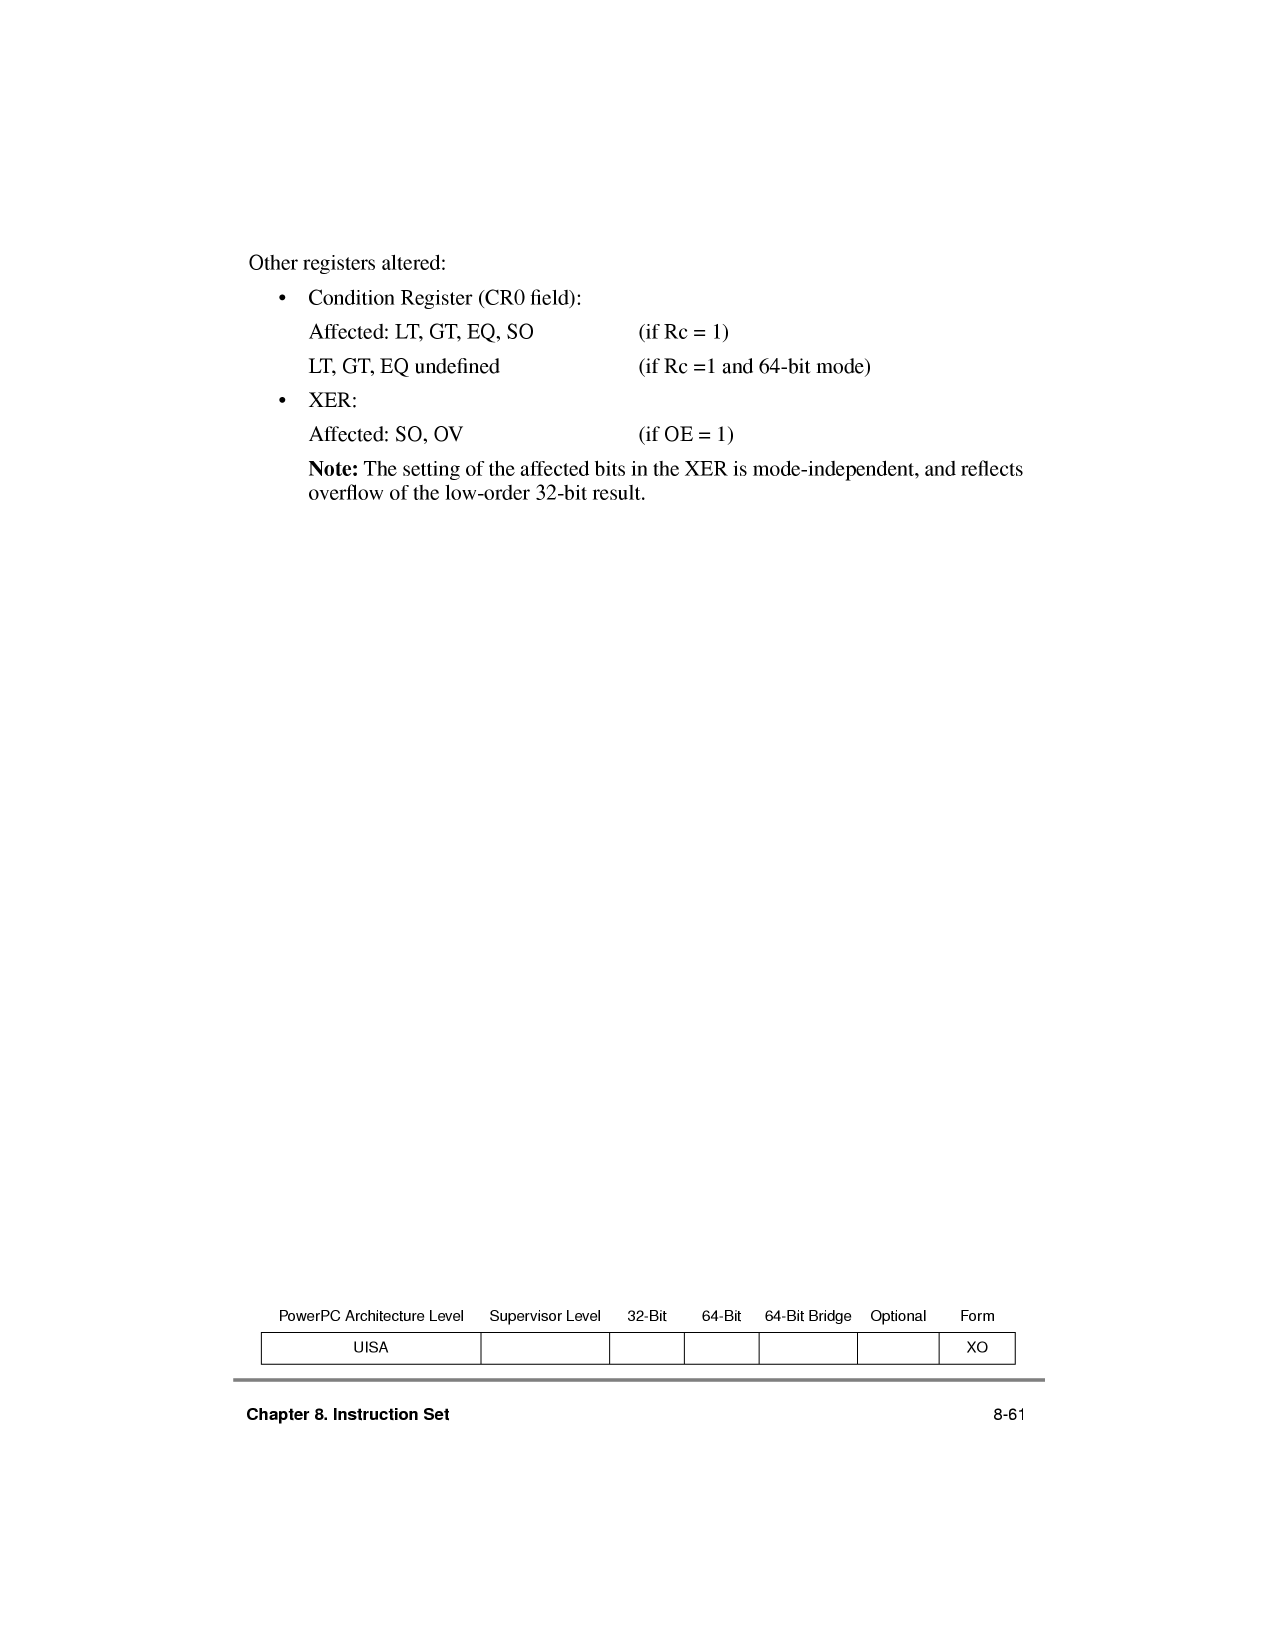 Other registers altered:
• Condition Register (CR0 field):
Affected: LT, GT, EQ, SO (if Rc = 1)
LT, GT, EQ undefined (if Rc =1 and 64-bit mode)
• XER:
Affected: SO, OV (if OE = 1)
Note: The setting of the affected bits in the XER is mode-independent, and reflects
overflow of the low-order 32-bit result.
PowerPC Architecture Level Supervisor Level 32-Bit 64-Bit 64-Bit Bridge Optional Form
UISA XO
Chapter 8. Instruction Set 8-61